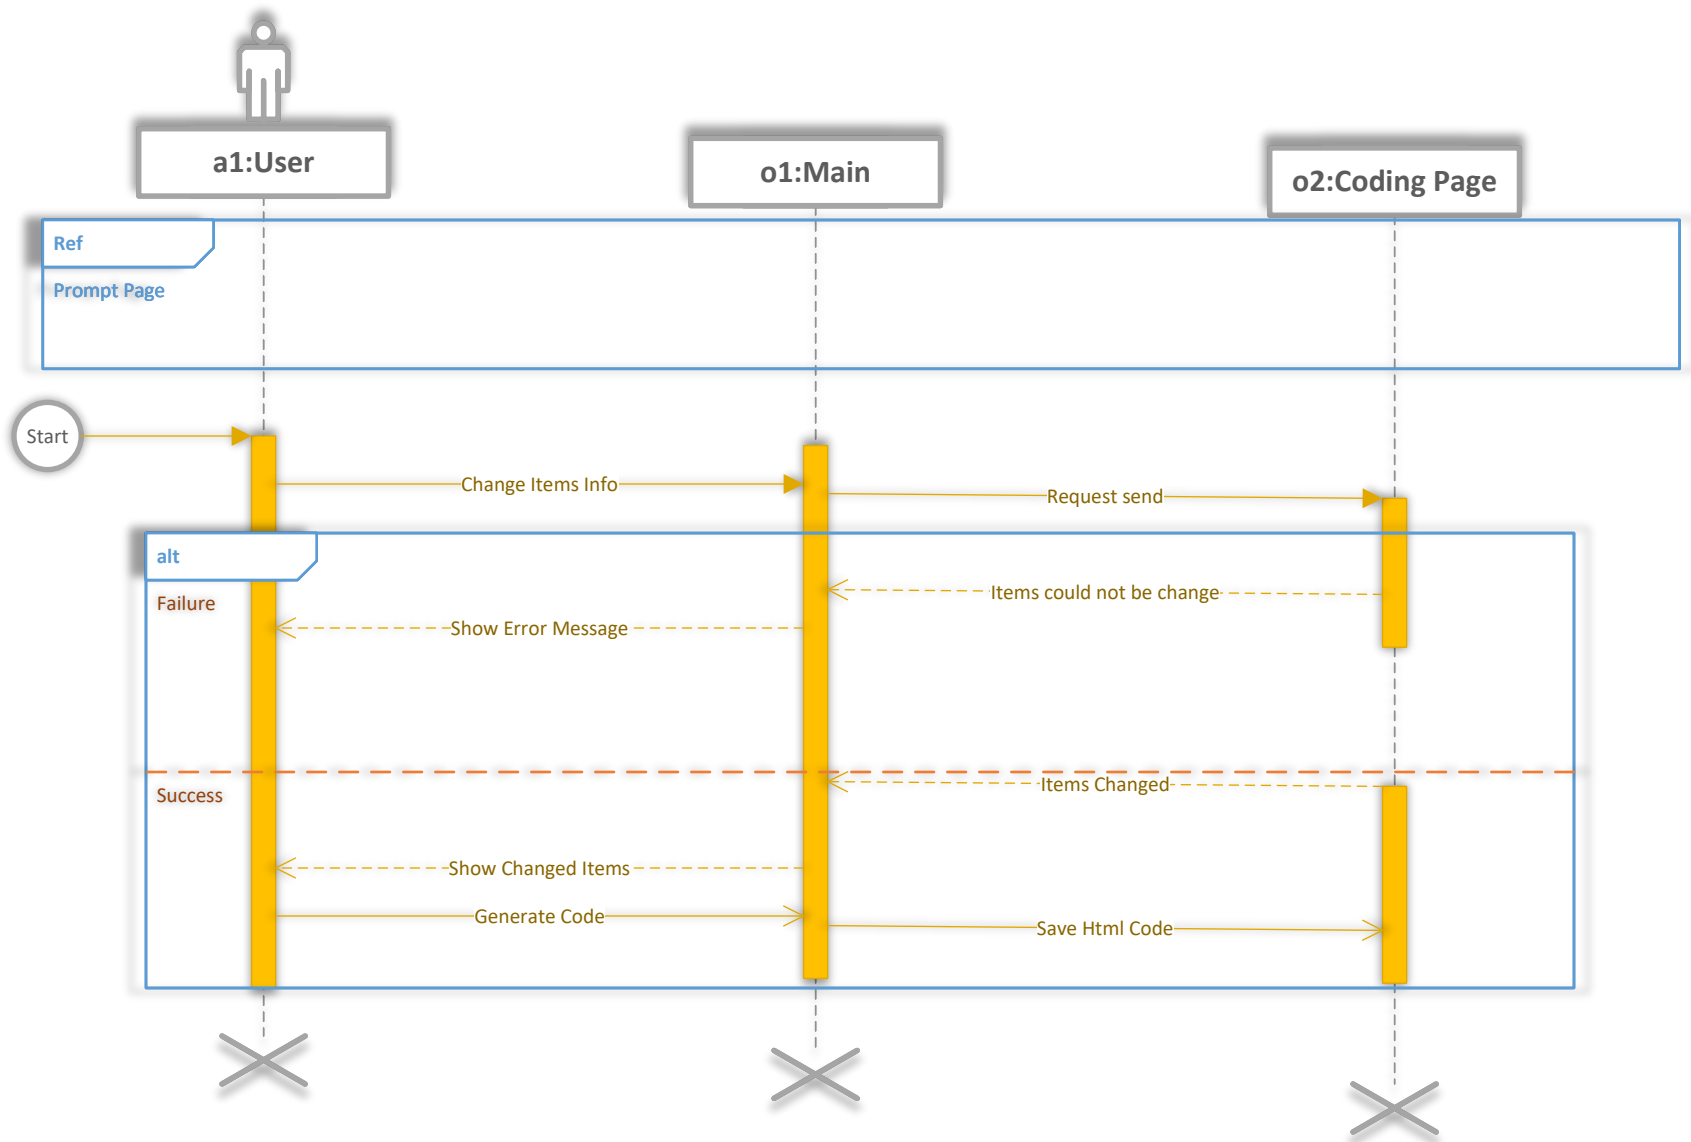 a1:User
o1:Main
o2:Coding Page
Ref
Prompt Page
Start
Change Items Info
Request send
alt
Failure
Items could not be change
Show Error Message
Success
Items Changed
Show Changed Items
Generate Code
Save Html Code